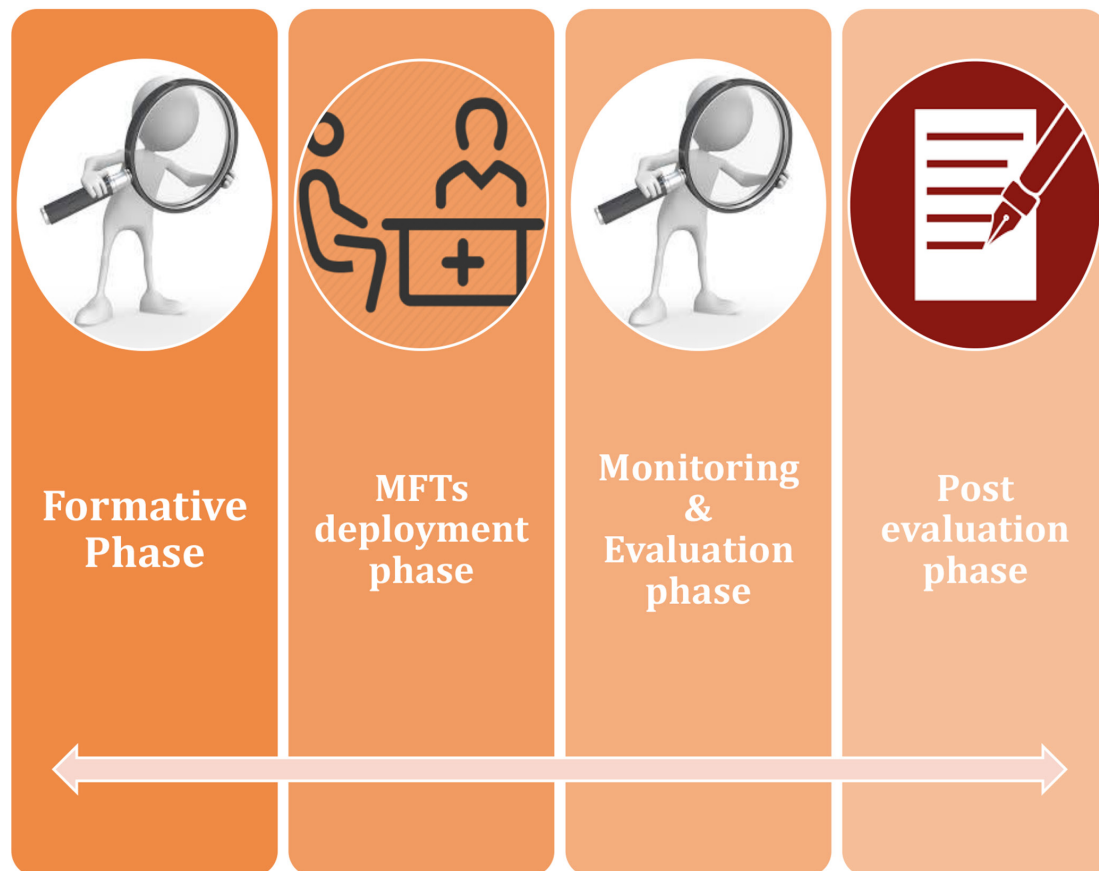 Formative
Phase
MFTs
deployment
phase
Monitoring
&
Evaluation
phase
Post
evaluation
phase